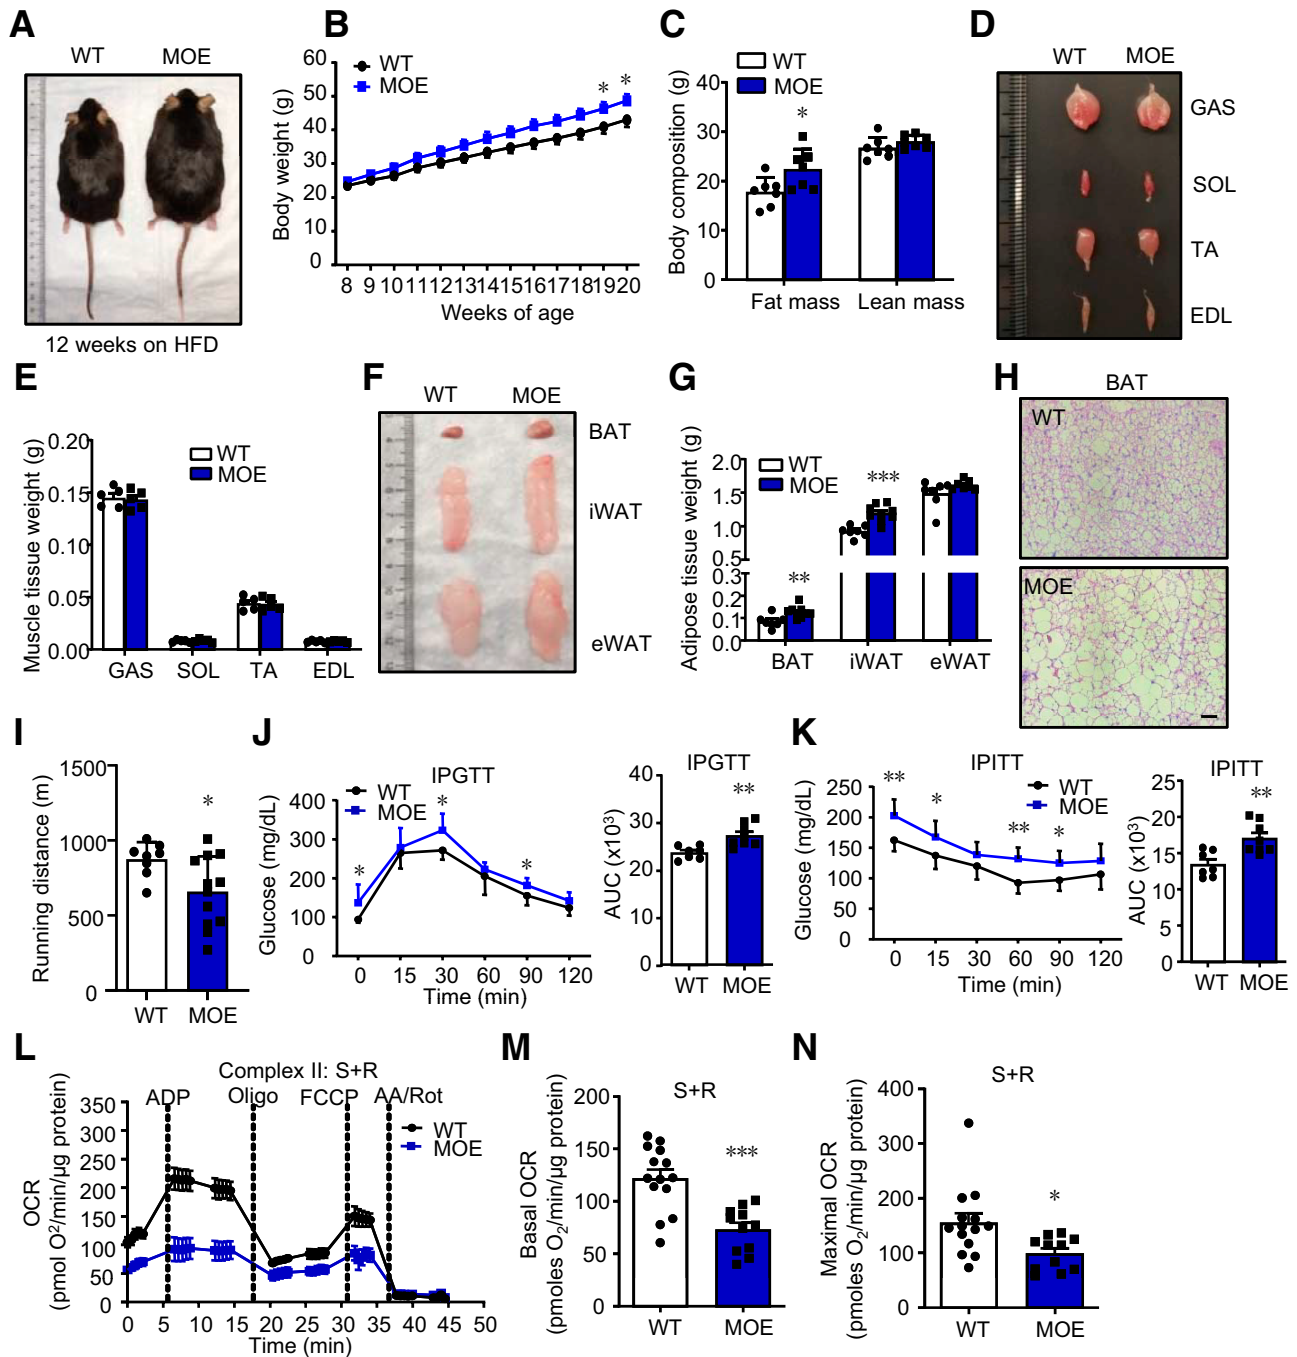 A
WT MOE
12 weeks on HFD
B
Body weight (g)
60
50
40
30
20
10
0
WT
MOE
* *
8 9 10 11 12 13 14 15 16 17 18 19 20
Weeks of age
C
Body composition (g)
40
30
20
10
0
WT
MOE
*
Fat mass Lean mass
D
WT MOE
GAS
SOL
TA
EDL
E
Muscle tissue weight (g)
0.20
0.15
0.10
0.05
0.00
WT
MOE
GAS SOL TA EDL
F
WT MOE
BAT
iWAT
eWAT
G
Adipose tissue weight (g)
2.0
1.5
1.0
0.5
0.3
0.2
0.1
0.0
WT
MOE
**
***
BAT iWAT eWAT
H
BAT
WT
MOE
I
Running distance (m)
1500
1000
500
0
*
WT MOE
J
IPGTT
Glucose (mg/dL)
400
300
200
100
0
WT
MOE
* * *
0 15 30 60 90 120
Time (min)
IPGTT
AUC (x10³)
40
30
20
10
0
**
WT MOE
K
IPITT
Glucose (mg/dL)
250
200
150
100
50
0
WT
MOE
** * ** *
0 15 30 60 90 120
Time (min)
IPITT
AUC (x10³)
25
20
15
10
5
0
**
WT MOE
L
Complex II: S+R
ADP Oligo FCCP AA/Rot
OCR
(pmol O²/min/µg protein)
350
300
250
200
150
100
50
0
WT
MOE
0 5 10 15 20 25 30 35 40 45 50
Time (min)
M
S+R
Basal OCR
(pmoles O₂/min/µg protein)
200
150
100
50
0
***
WT MOE
N
S+R
Maximal OCR
(pmoles O₂/min/µg protein)
400
300
200
100
0
*
WT MOE